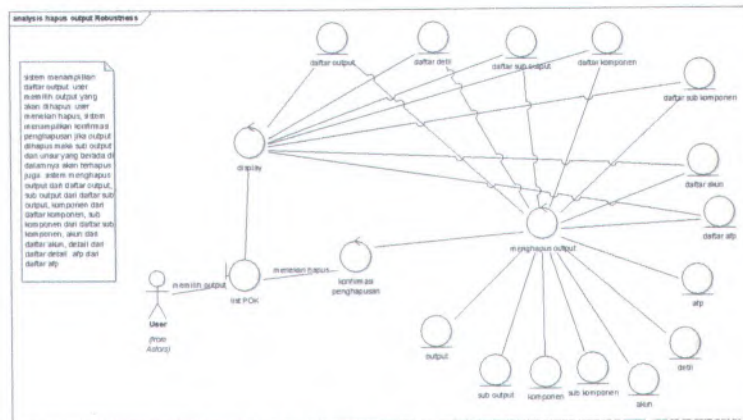 analysis hapus output Robustness
sistem menampilkan
daftar output. user
memilih output yang
akan dihapus. user
menekan hapus, sistem
menampilkan konfirmasi
penghapusan jika output
dihapus maka sub output
dan unsur yang berada di
dalamnya akan terhapus
juga. sistem menghapus
output dari daftar output,
sub output dari daftar sub
output, komponen dari
daftar komponen, sub
komponen dari daftar sub
komponen, akun dari
daftar akun, detail dari
daftar detail. afp dari
daftar afp
daftar output
daftar detil
daftar sub output
daftar komponen
daftar sub komponen
display
daftar akun
daftar afp
menghapus output
memilih output
list POK
menekan hapus
konfirmasi
penghapusan
afp
User
(from
Actors)
output
sub output
komponen
sub komponen
akun
detil